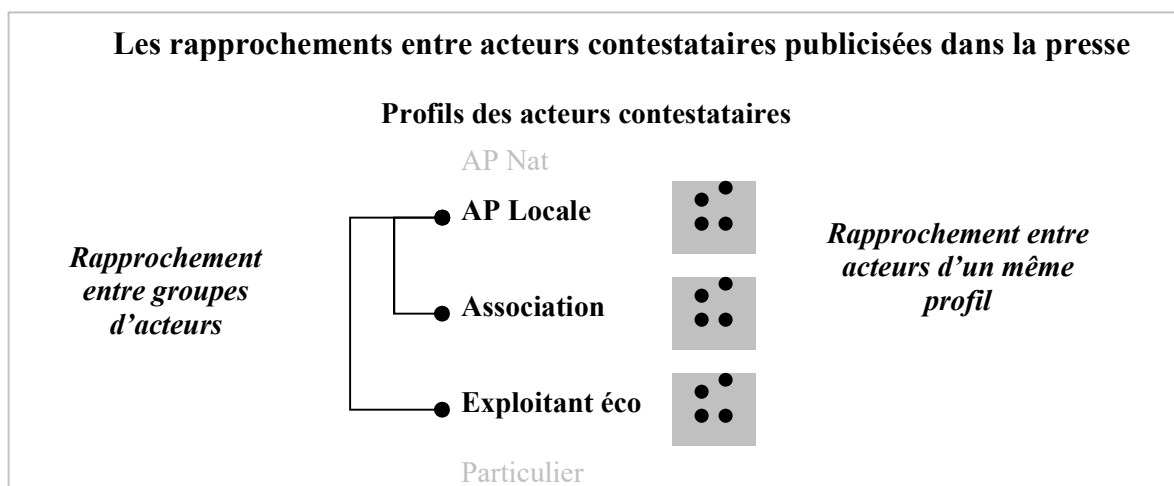 Les rapprochements entre acteurs contestataires publicisées dans la presse
Profils des acteurs contestataires
AP Nat
AP Locale
Rapprochement
entre groupes
d'acteurs
Association
Exploitant éco
Particulier
Rapprochement entre
acteurs d'un même
profil